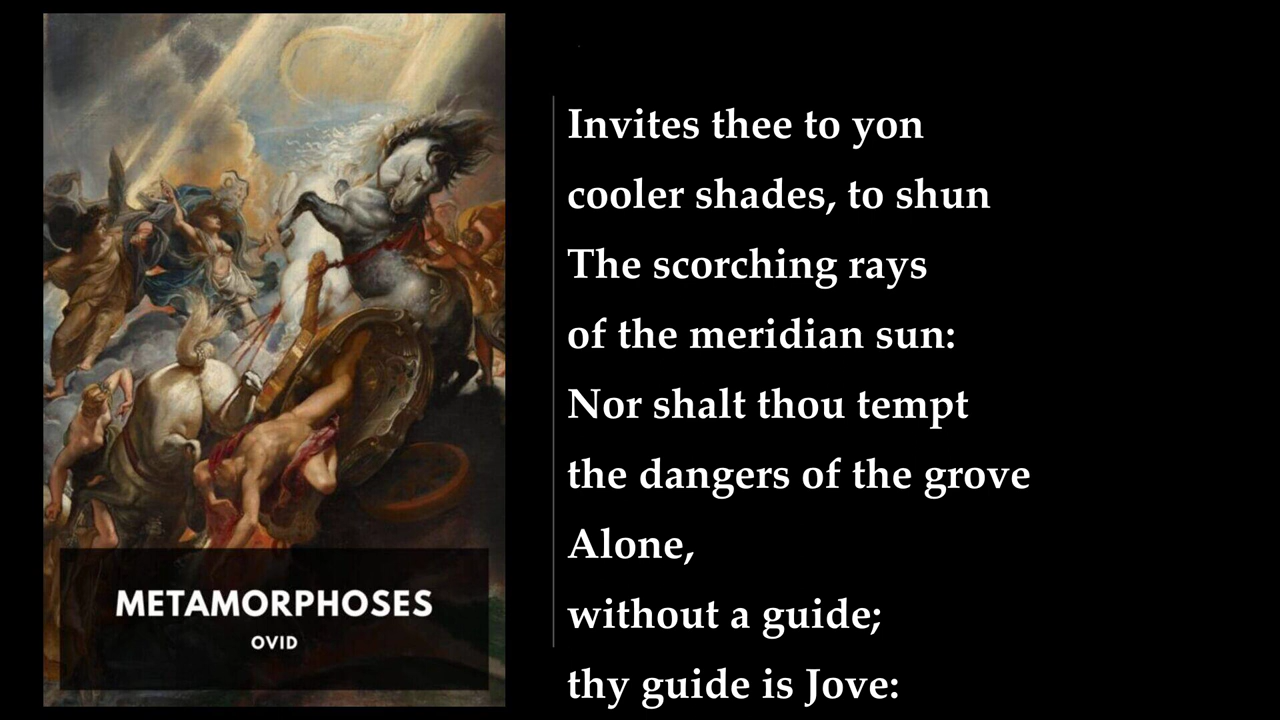 METAMORPHOSES
OVID
Invites thee to yon
cooler shades, to shun
The scorching rays
of the meridian sun:
Nor shalt thou tempt
the dangers of the grove
Alone,
without a guide;
thy guide is Jove: